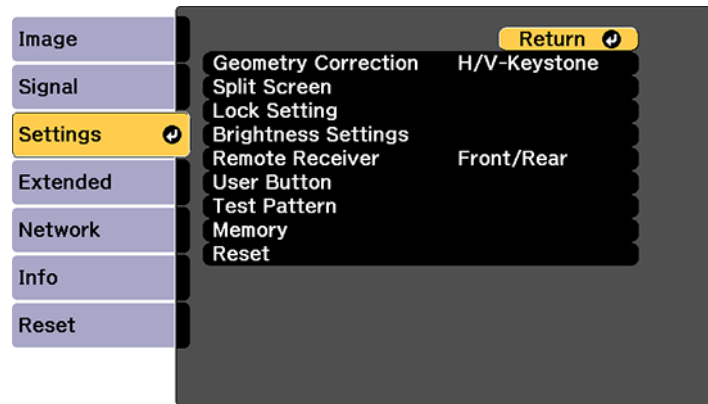 Image
Signal
Settings
Extended
Network
Info
Reset
Return
Geometry Correction H/V-Keystone
Split Screen
Lock Setting
Brightness Settings
Remote Receiver Front/Rear
User Button
Test Pattern
Memory
Reset